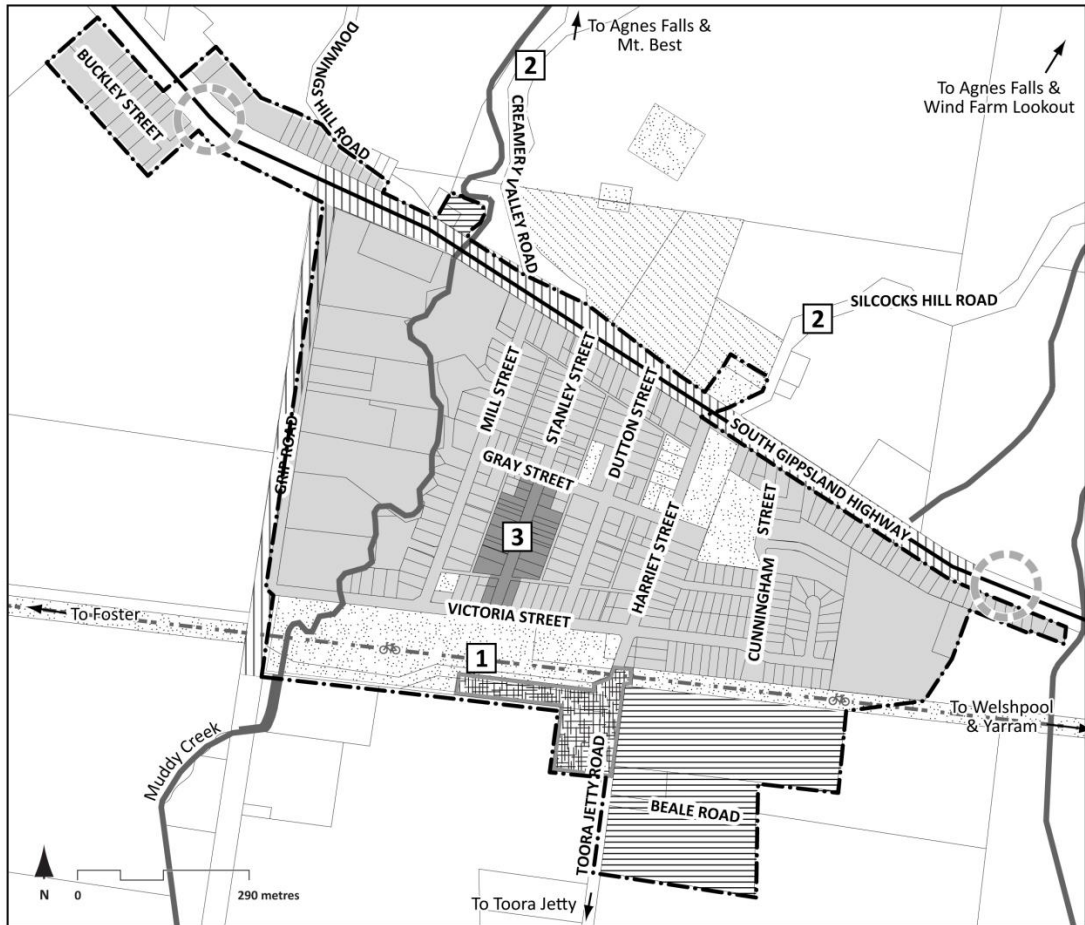 To Agnes Falls &
Mt. Best
2
To Agnes Falls &
Wind Farm Lookout
DOWNINGS HILL ROAD
BUCKLEY STREET
CREAMERY VALLEY ROAD
SILCOCKS HILL ROAD
2
MILL STREET
STANLEY STREET
DUTTON STREET
SOUTH GIPPSLAND HIGHWAY
GRIP ROAD
GRAY STREET
3
HARRIET STREET
CUNNINGHAM STREET
VICTORIA STREET
To Foster
1
To Welshpool
& Yarram
Muddy Creek
TOORA JETTY ROAD
BEALE ROAD
N
0
290 metres
To Toora Jetty